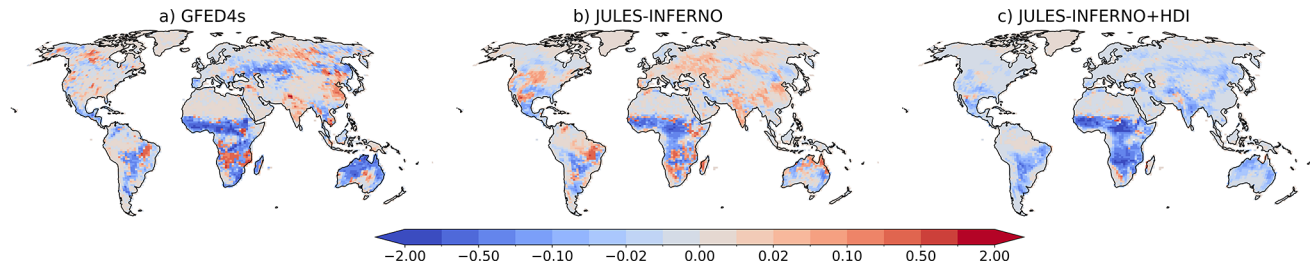 a) GFED4s
b) JULES-INFERNO
c) JULES-INFERNO+HDI
−2.00 −0.50 −0.10 −0.02 0.00 0.02 0.10 0.50 2.00